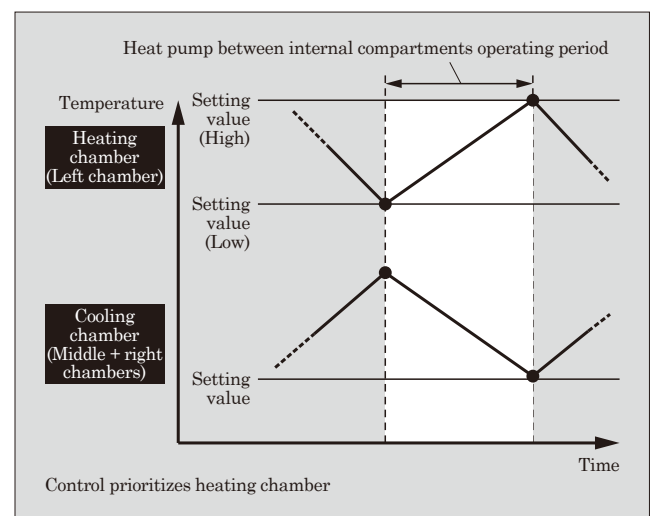 Heat pump between internal compartments operating period
Temperature
Setting
value
(High)
Heating
chamber
(Left chamber)
Setting
value
(Low)
Cooling
chamber
(Middle + right
chambers)
Setting
value
Time
Control prioritizes heating chamber